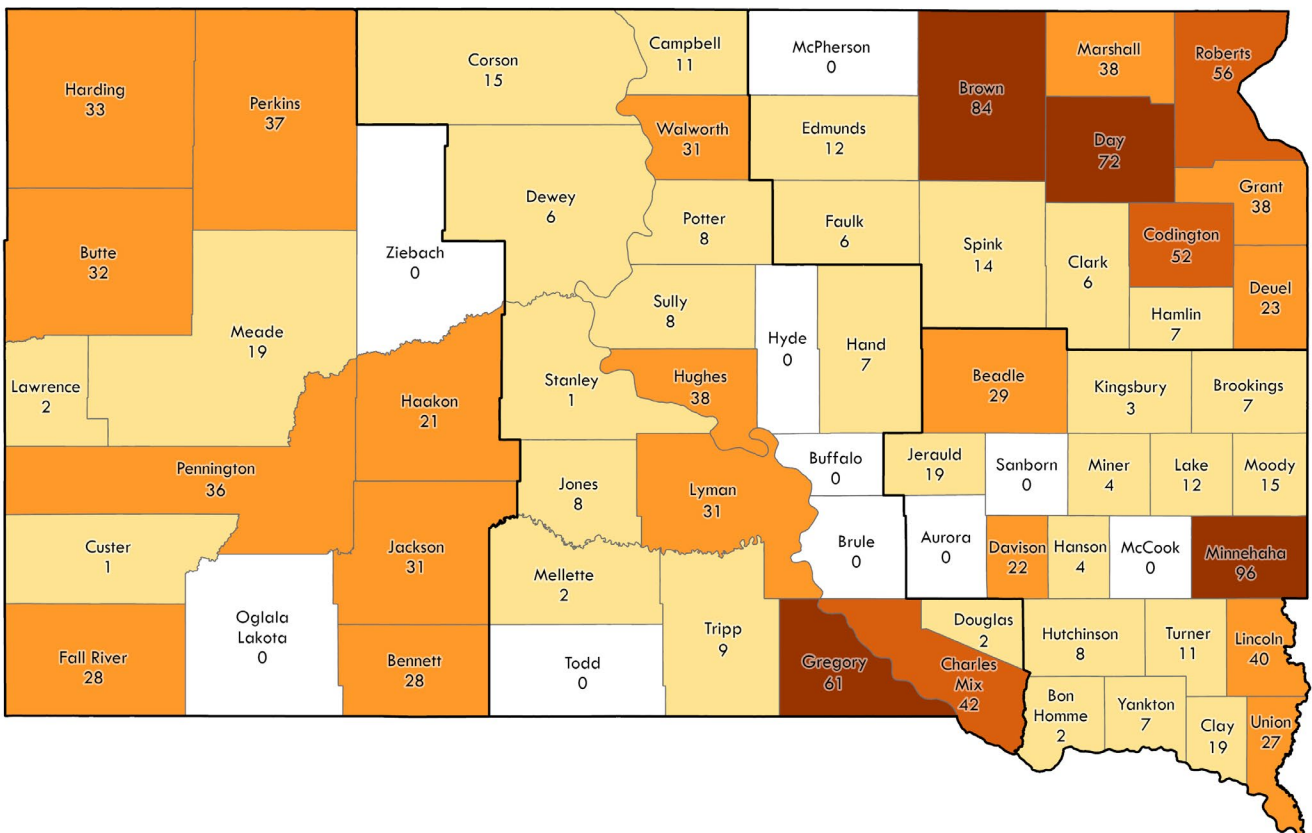 Harding
33
Perkins
37
Corson
15
Campbell
11
McPherson
0
Brown
84
Marshall
38
Roberts
56
Walworth
31
Edmunds
12
Day
72
Grant
38
Butte
32
Ziebach
0
Dewey
6
Potter
8
Faulk
6
Spink
14
Clark
6
Codington
52
Deuel
23
Meade
19
Sully
8
Hyde
0
Hand
7
Hamlin
7
Lawrence
2
Haakon
21
Stanley
1
Hughes
38
Beadle
29
Kingsbury
3
Brookings
7
Pennington
36
Jones
8
Lyman
31
Buffalo
0
Jerauld
19
Sanborn
0
Miner
4
Lake
12
Moody
15
Custer
1
Jackson
31
Mellette
2
Brule
0
Aurora
0
Davison
22
Hanson
4
McCook
0
Minnehaha
96
Fall River
28
Oglala
Lakota
0
Bennett
28
Todd
0
Tripp
9
Gregory
61
Charles
Mix
42
Douglas
2
Hutchinson
8
Turner
11
Lincoln
40
Bon
Homme
2
Yankton
7
Clay
19
Union
27